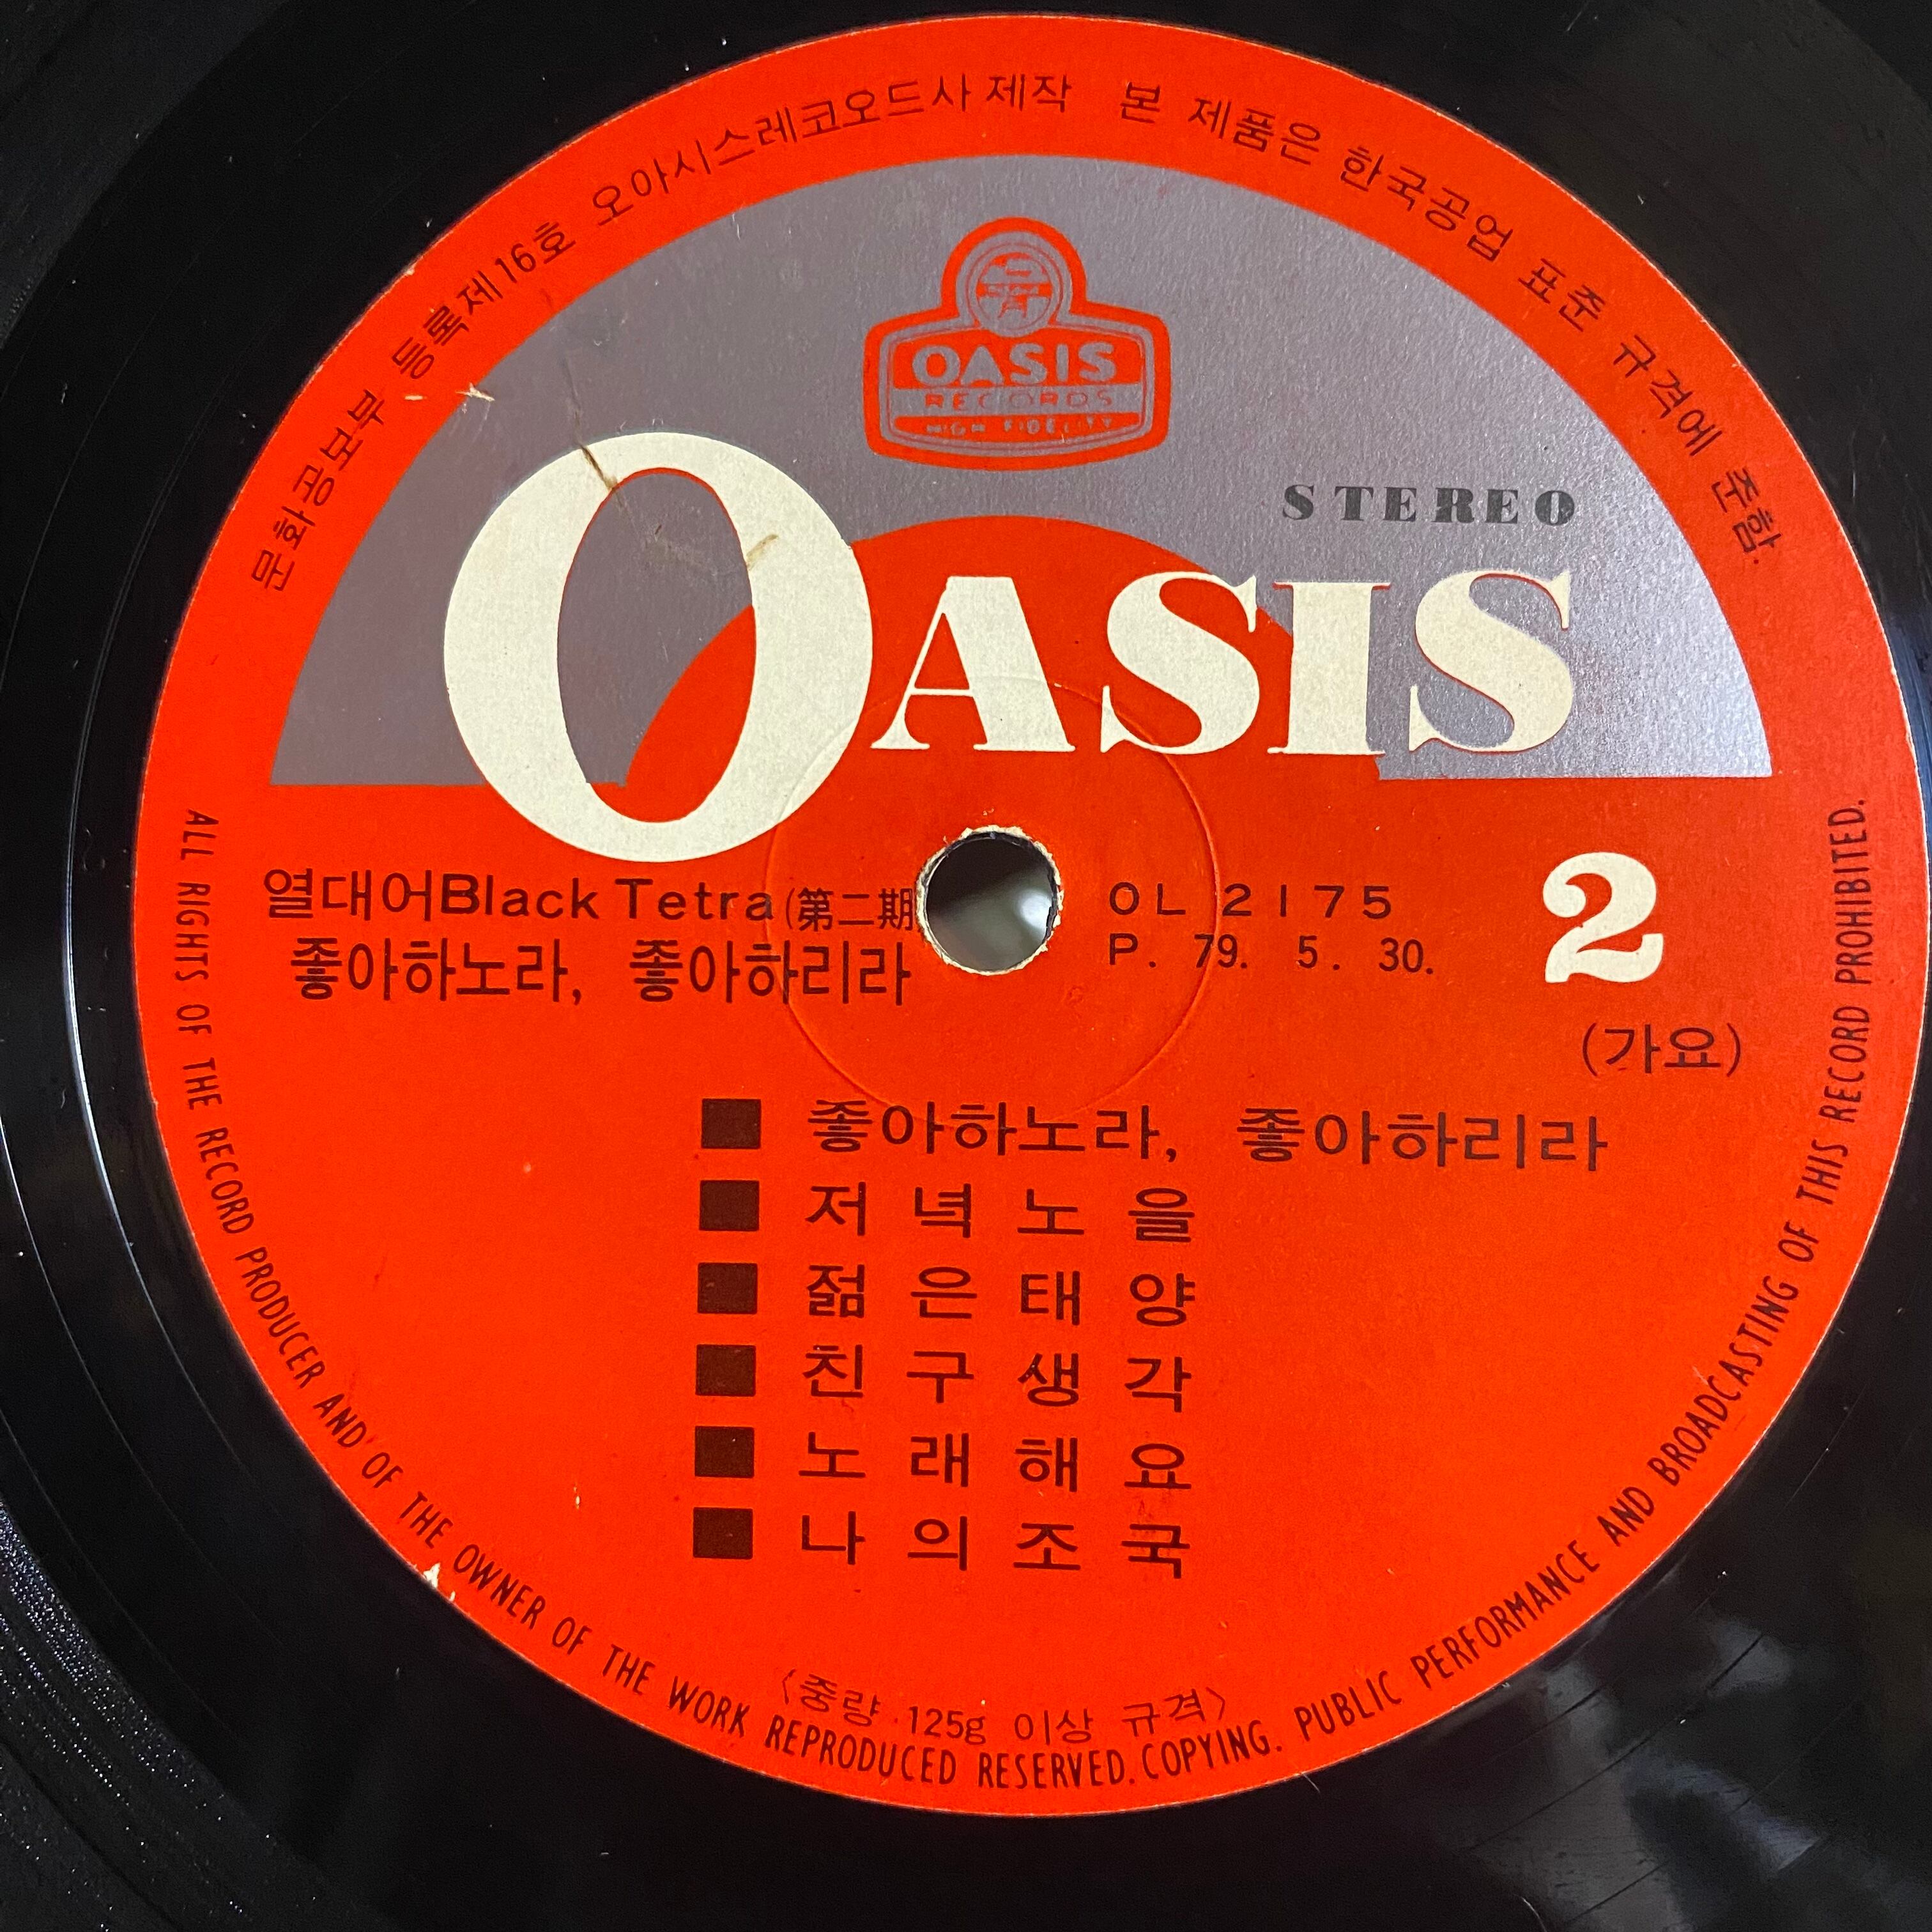 문화공보부 등록제16호 오아시스레코오드사 제작 본 제품은 한국공업 표준 규격에 준함.
OASIS
RECORDS
HIGH FIDELITY
STEREO
OASIS
열대어Black Tetra(第二期
좋아하노라, 좋아하리라
OL 2175
P. 79. 5. 30.
2
(가요)
■ 좋아하노라, 좋아하리라
■ 저녁노을
■ 젊은태양
■ 친구생각
■ 노래해요
■ 나의조국
〈중량 .125g 이상 규격〉
ALL RIGHTS OF THE RECORD PRODUCER AND OF THE OWNER OF THE WORK REPRODUCED RESERVED. COPYING. PUBLIC PERFORMANCE AND BROADCASTING OF THIS RECORD PROHIBITED.